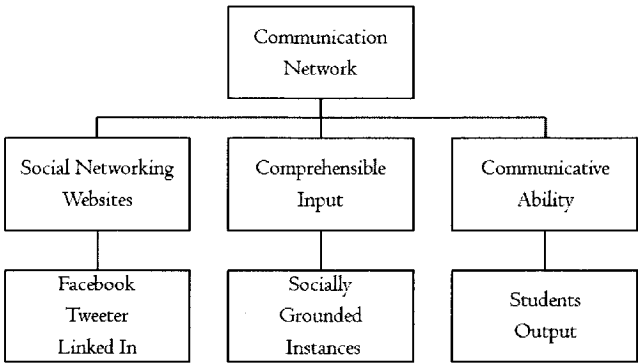 Communication
Network
Social Networking
Websites
Comprehensible
Input
Communicative
Ability
Facebook
Tweeter
Linked In
Socially
Grounded
Instances
Students
Output